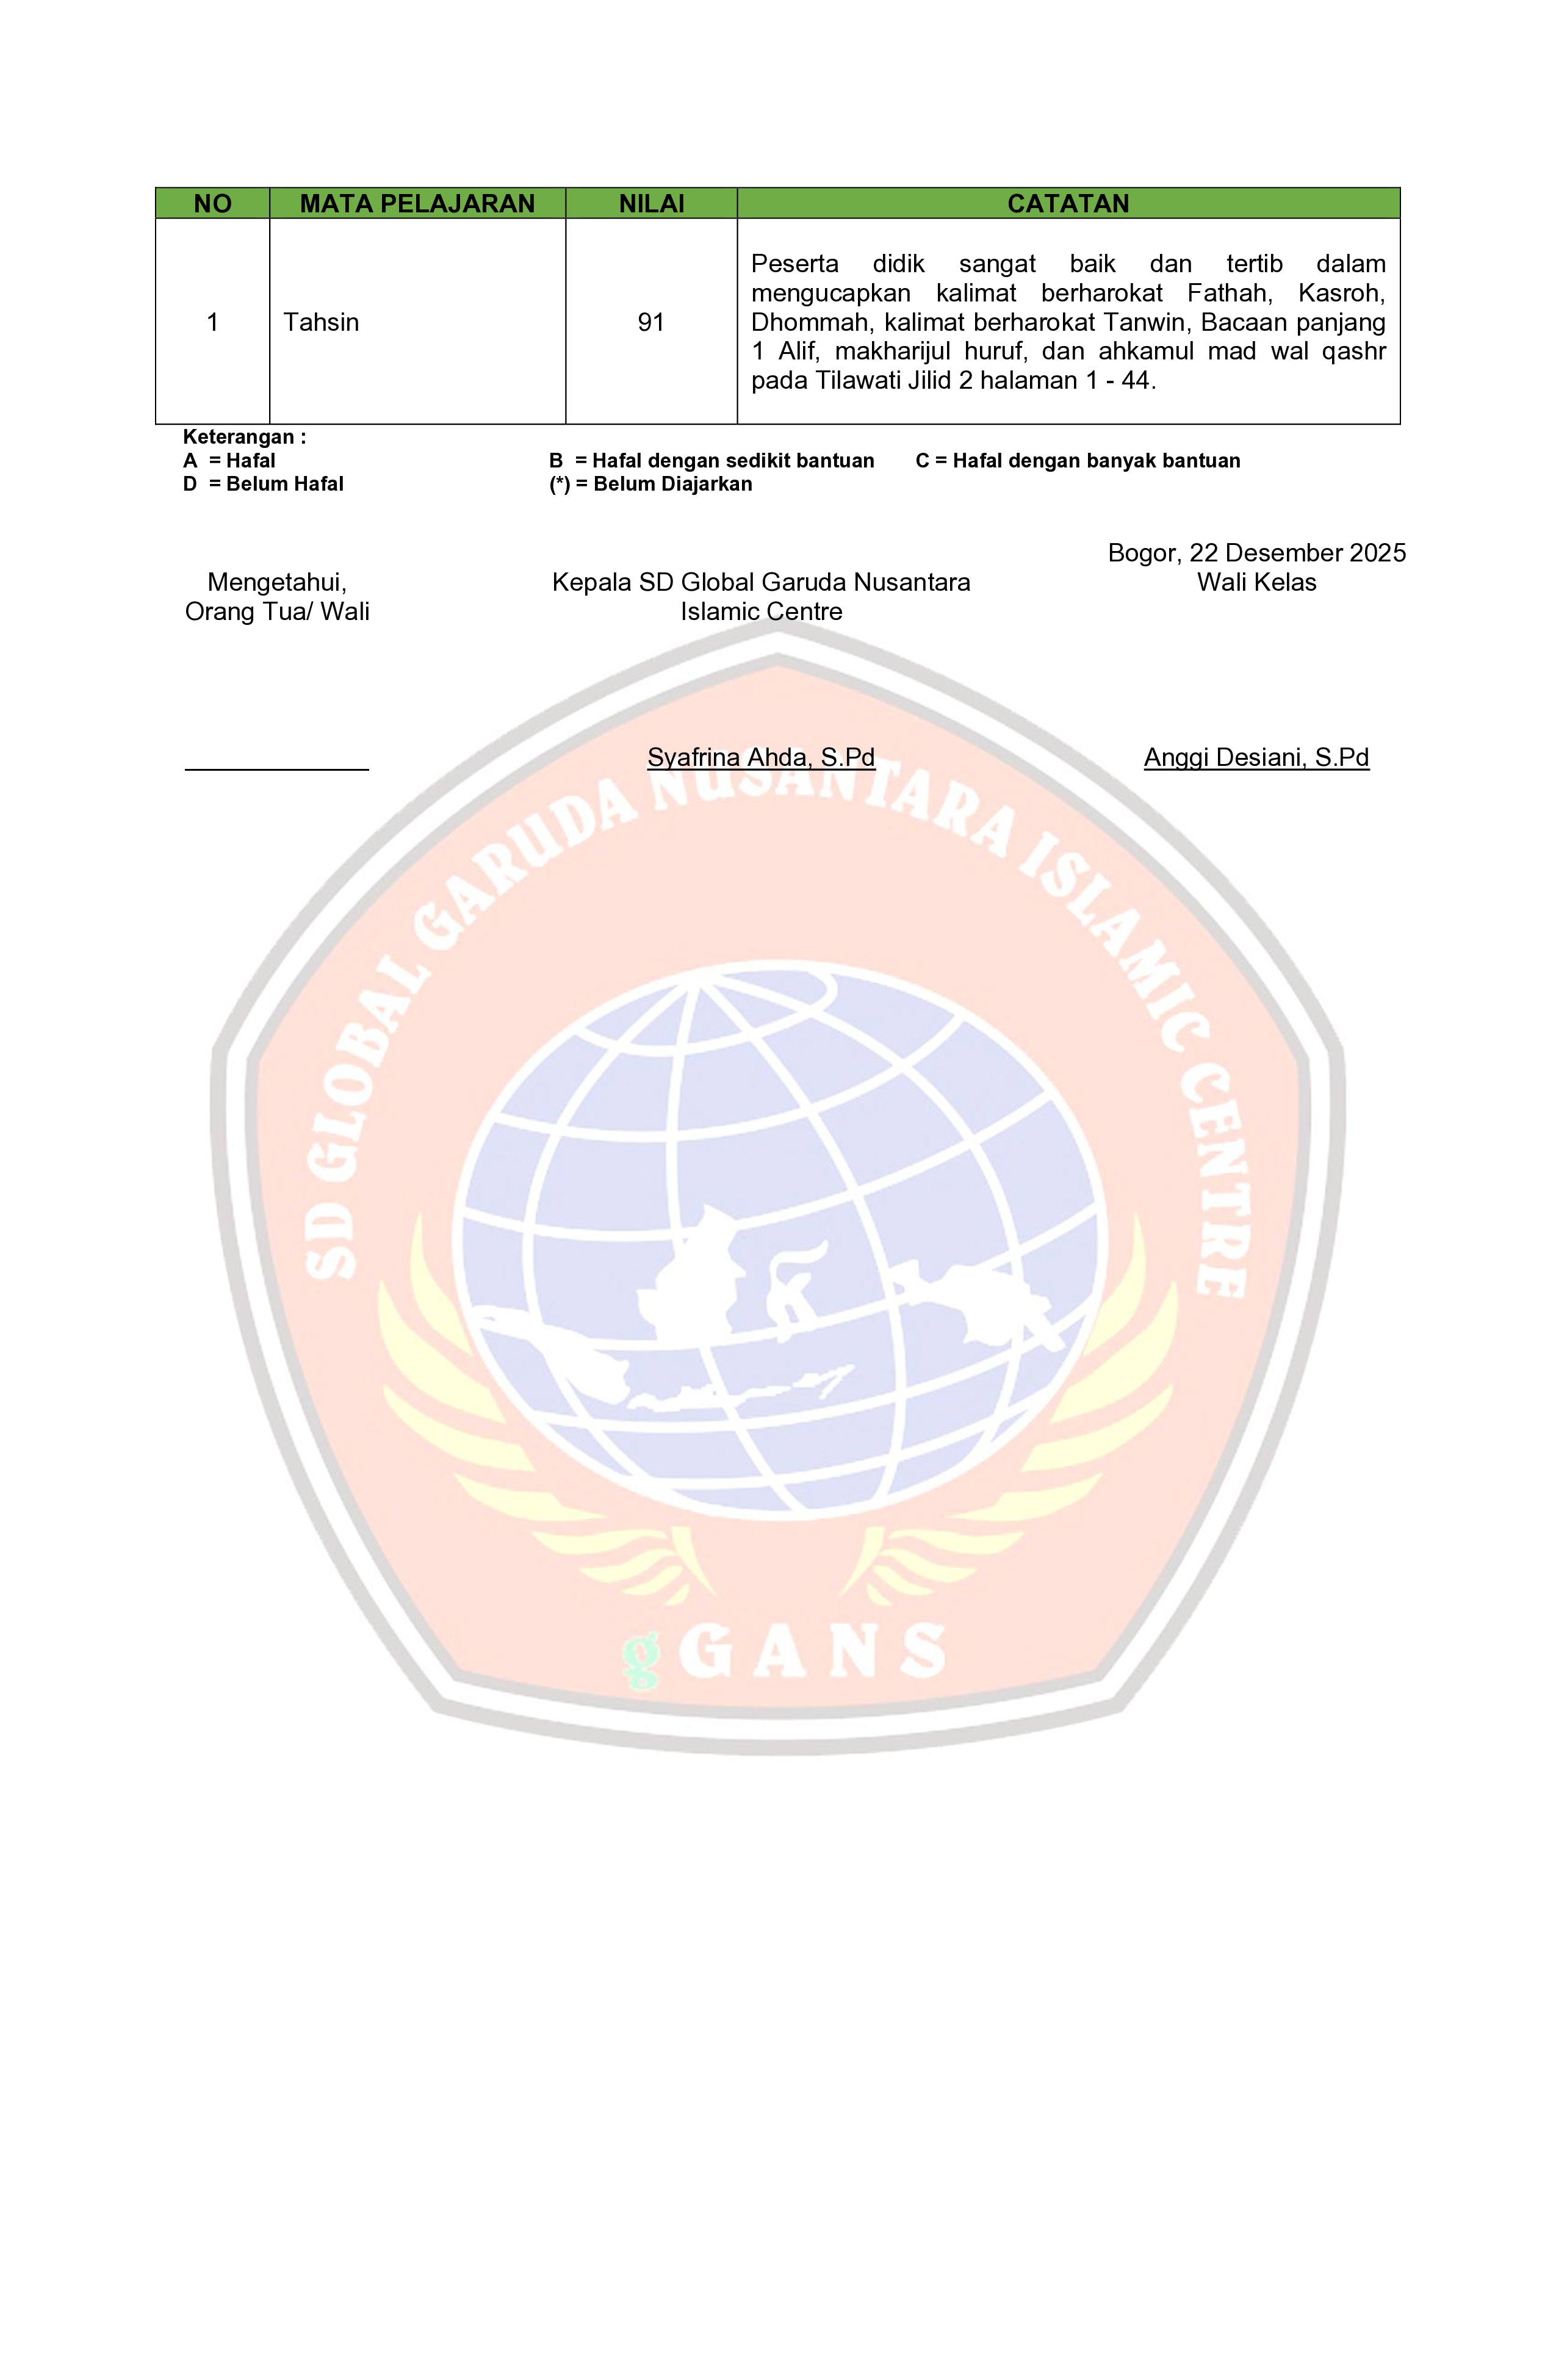 NO MATA PELAJARAN NILAI CATATAN
1 Tahsin 91
Peserta didik sangat baik dan tertib dalam
mengucapkan kalimat berharokat Fathah, Kasroh,
Dhommah, kalimat berharokat Tanwin, Bacaan panjang
1 Alif, makharijul huruf, dan ahkamul mad wal qashr
pada Tilawati Jilid 2 halaman 1 - 44.
Keterangan :
A = Hafal B = Hafal dengan sedikit bantuan C = Hafal dengan banyak bantuan
D = Belum Hafal (*) = Belum Diajarkan
Bogor, 22 Desember 2025
Mengetahui, Kepala SD Global Garuda Nusantara Wali Kelas
Orang Tua/ Wali Islamic Centre
Syafrina Ahda, S.Pd Anggi Desiani, S.Pd
SD GLOBAL GARUDA NUSANTARA ISLAMIC CENTRE
g GANS